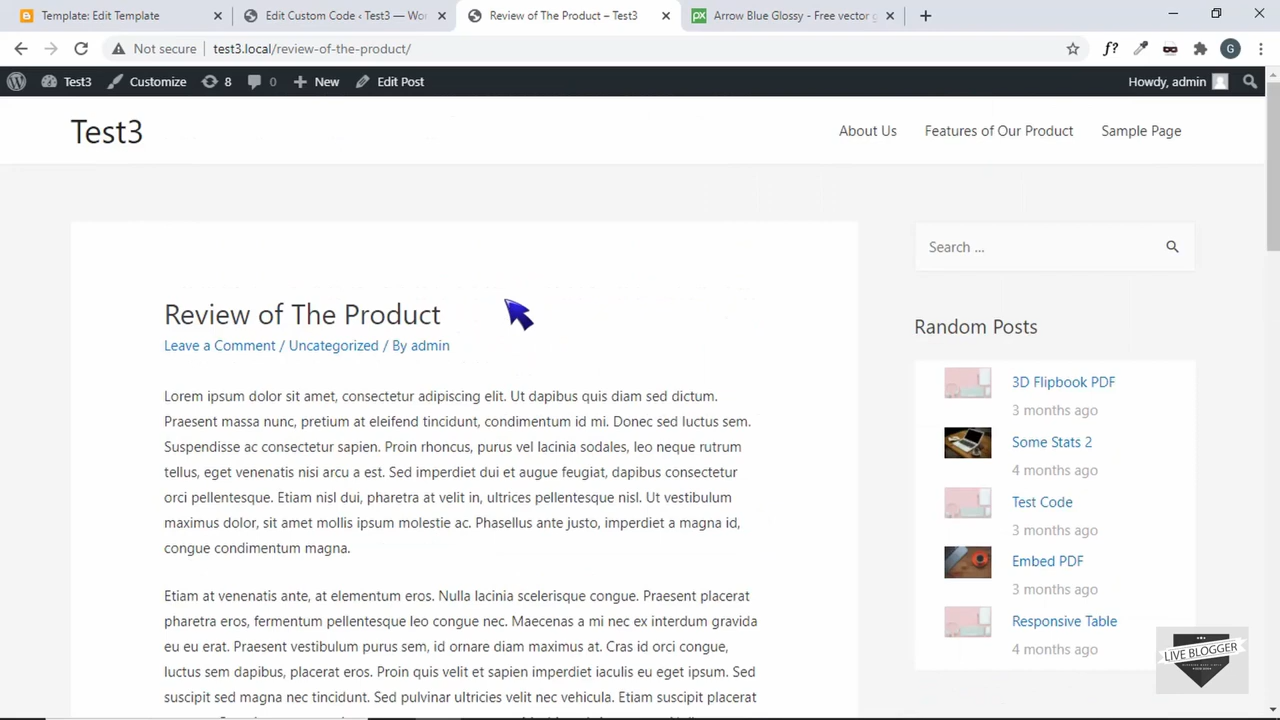 Template: Edit Template
Edit Custom Code ‹ Test3 — Wor
Review of The Product – Test3
Arrow Blue Glossy - Free vector g
Not secure
test3.local/review-of-the-product/
f?
G
Test3
Customize
8
0
New
Edit Post
Howdy, admin
Test3
About Us
Features of Our Product
Sample Page
Search ...
Review of The Product
Leave a Comment / Uncategorized / By admin
Lorem ipsum dolor sit amet, consectetur adipiscing elit. Ut dapibus quis diam sed dictum.
Praesent massa nunc, pretium at eleifend tincidunt, condimentum id mi. Donec sed luctus sem.
Suspendisse ac consectetur sapien. Proin rhoncus, purus vel lacinia sodales, leo neque rutrum
tellus, eget venenatis nisi arcu a est. Sed imperdiet dui et augue feugiat, dapibus consectetur
orci pellentesque. Etiam nisl dui, pharetra at velit in, ultrices pellentesque nisl. Ut vestibulum
maximus dolor, sit amet mollis ipsum molestie ac. Phasellus ante justo, imperdiet a magna id,
congue condimentum magna.
Etiam at venenatis ante, at elementum eros. Nulla lacinia scelerisque congue. Praesent placerat
pharetra eros, fermentum pellentesque leo congue nec. Maecenas a mi nec ex interdum gravida
eu eu erat. Praesent vestibulum purus sem, id ornare diam maximus at. Cras id orci congue,
luctus sem dapibus, placerat eros. Proin quis velit et sapien imperdiet iaculis eu eget ipsum. Sed
suscipit sed magna nec tincidunt. Sed pulvinar ultricies velit nec vehicula. Etiam suscipit placerat
Random Posts
3D Flipbook PDF
3 months ago
Some Stats 2
4 months ago
Test Code
3 months ago
Embed PDF
3 months ago
Responsive Table
4 months ago
LIVE BLOGGER